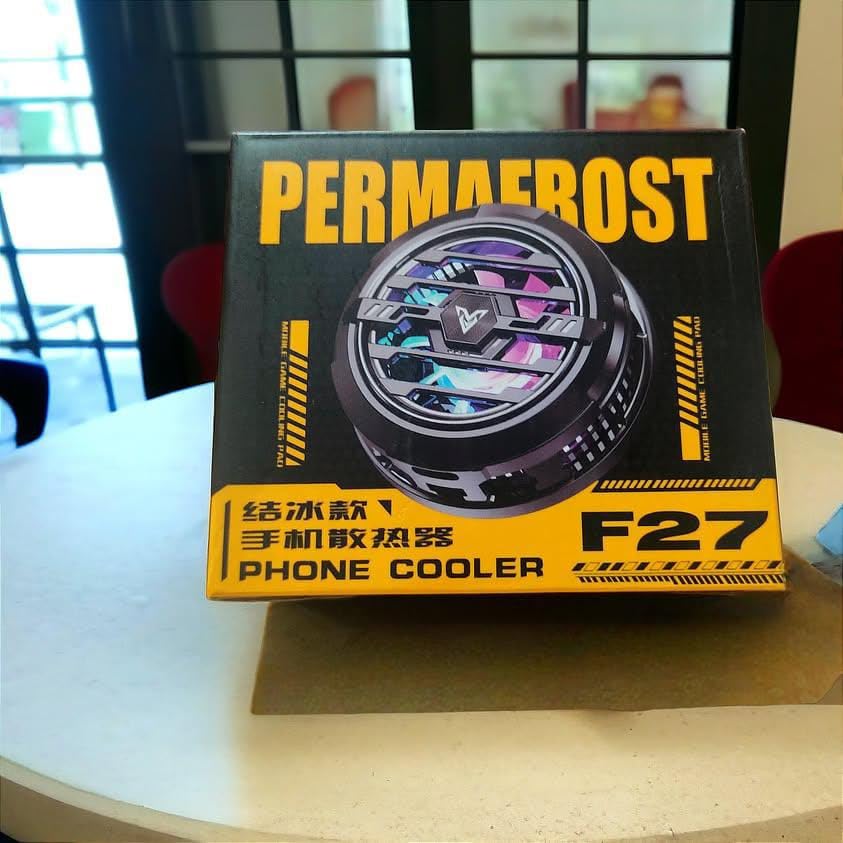 PERMAFROST
MOBILE GAME COOLING PAD
MOBILE GAME COOLING PAD
结冰款
手机散热器
PHONE COOLER
F27